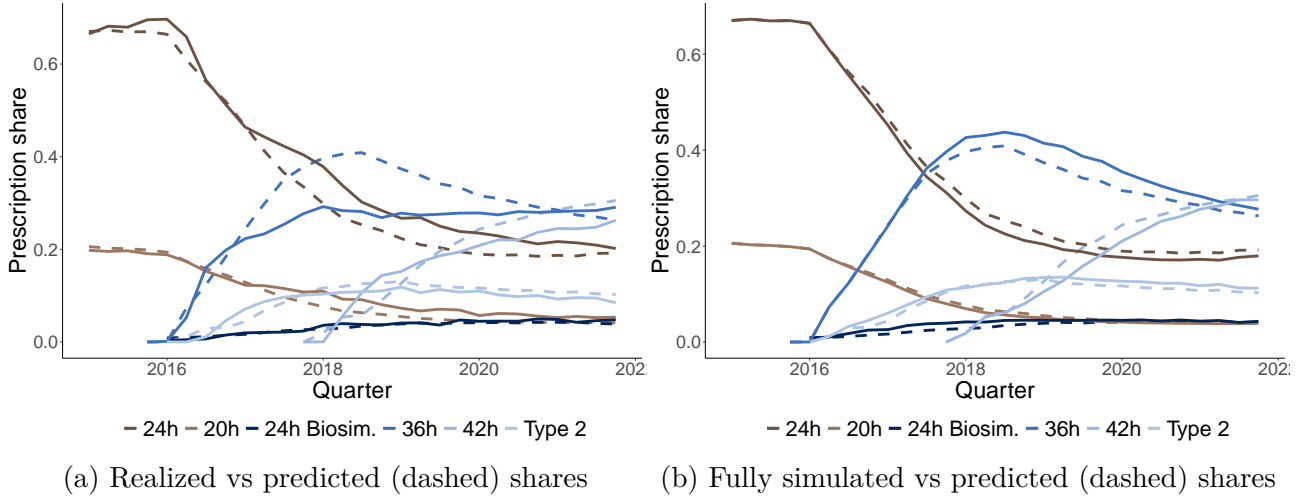 Prescription share
0.6
0.4
0.2
0.0
2016
2018
2020
2022
Quarter
24h 20h 24h Biosim. 36h 42h Type 2
(a) Realized vs predicted (dashed) shares
Prescription share
0.6
0.4
0.2
0.0
2016
2018
2020
2022
Quarter
24h 20h 24h Biosim. 36h 42h Type 2
(b) Fully simulated vs predicted (dashed) shares